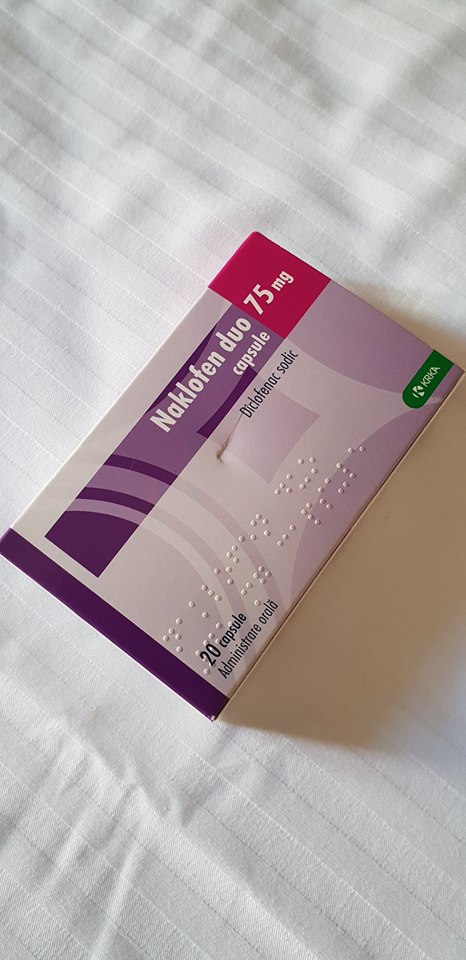 Naklofen duo 75 mg
capsule
Diclofenac sodic
KRKA
20 capsule
Administrare orală